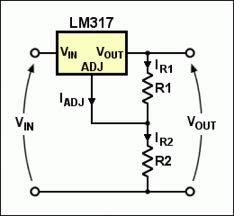 LM317
VIN VOUT
ADJ
IR1
R1
IADJ
VIN
VOUT
IR2
R2